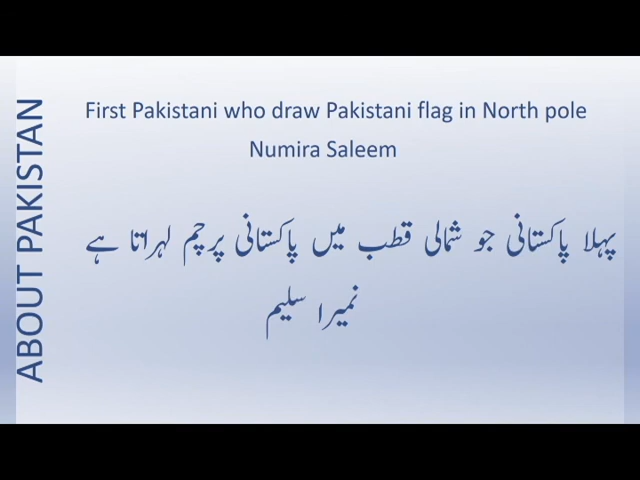 ABOUT PAKISTAN
First Pakistani who draw Pakistani flag in North pole
Numira Saleem
پہلا پاکستانی جو شمالی قطب میں پاکستانی پرچم لہراتا ہے
نمیرا سلیم